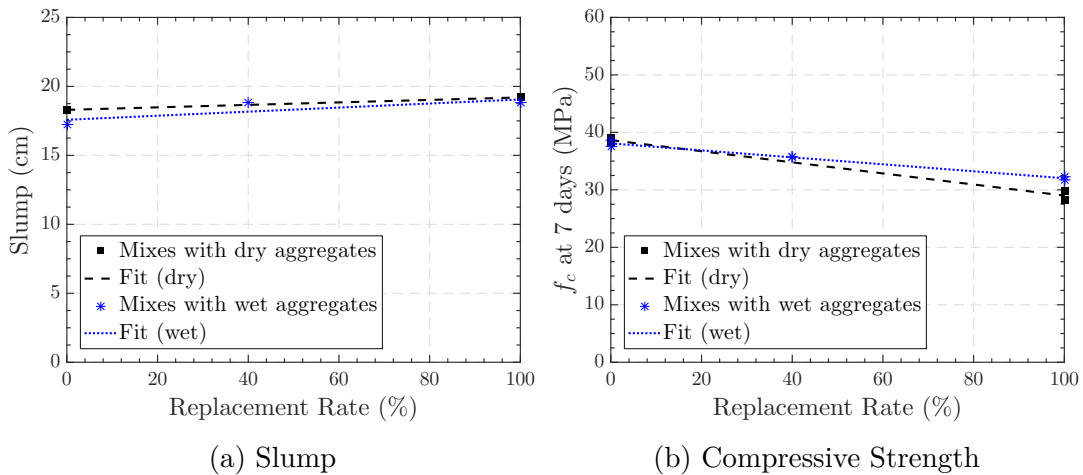 25
20
15
10
5
0
Slump (cm)
Mixes with dry aggregates
Fit (dry)
Mixes with wet aggregates
Fit (wet)
0 20 40 60 80 100
Replacement Rate (%)
(a) Slump
60
50
40
30
20
10
0
f_c at 7 days (MPa)
Mixes with dry aggregates
Fit (dry)
Mixes with wet aggregates
Fit (wet)
0 20 40 60 80 100
Replacement Rate (%)
(b) Compressive Strength